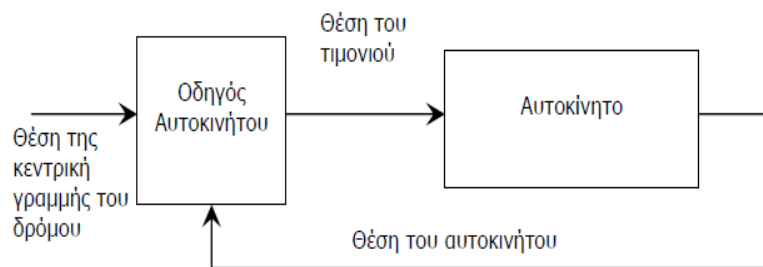 Θέση του
τιμονιού
Οδηγός
Αυτοκινήτου
Αυτοκίνητο
Θέση της
κεντρική
γραμμής του
δρόμου
Θέση του αυτοκινήτου